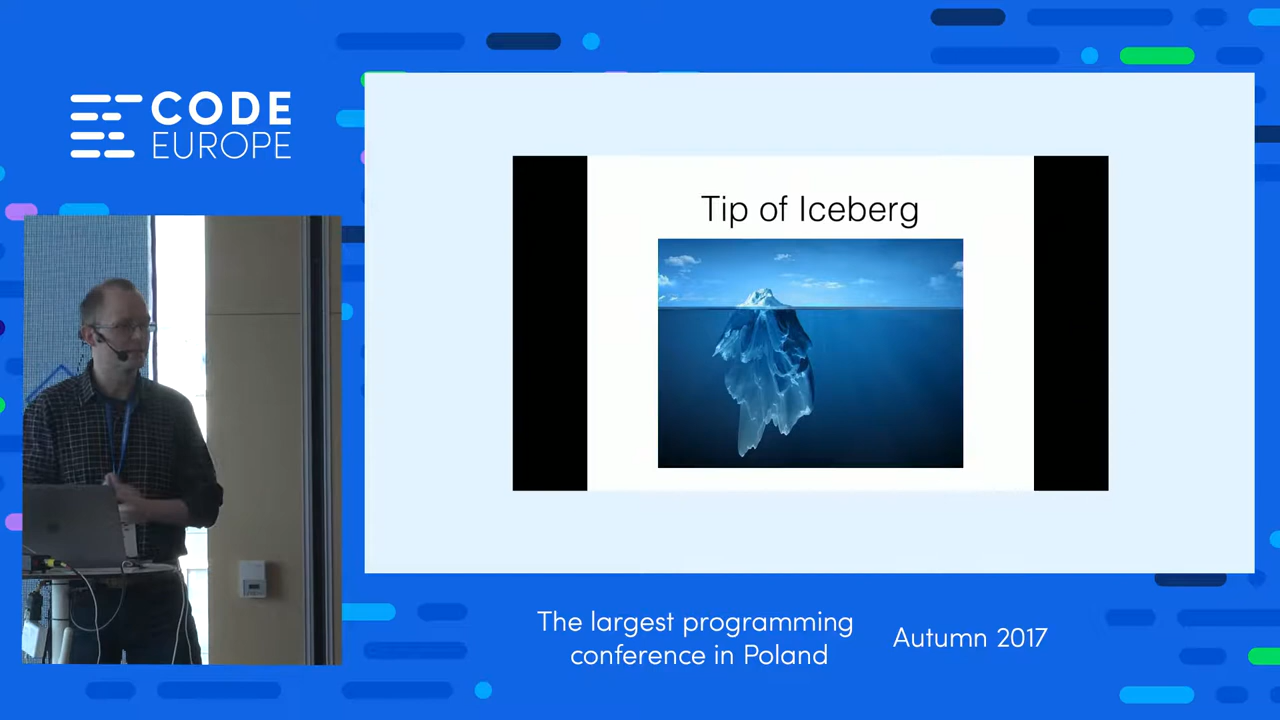 CODE
EUROPE
Tip of Iceberg
The largest programming
conference in Poland
Autumn 2017